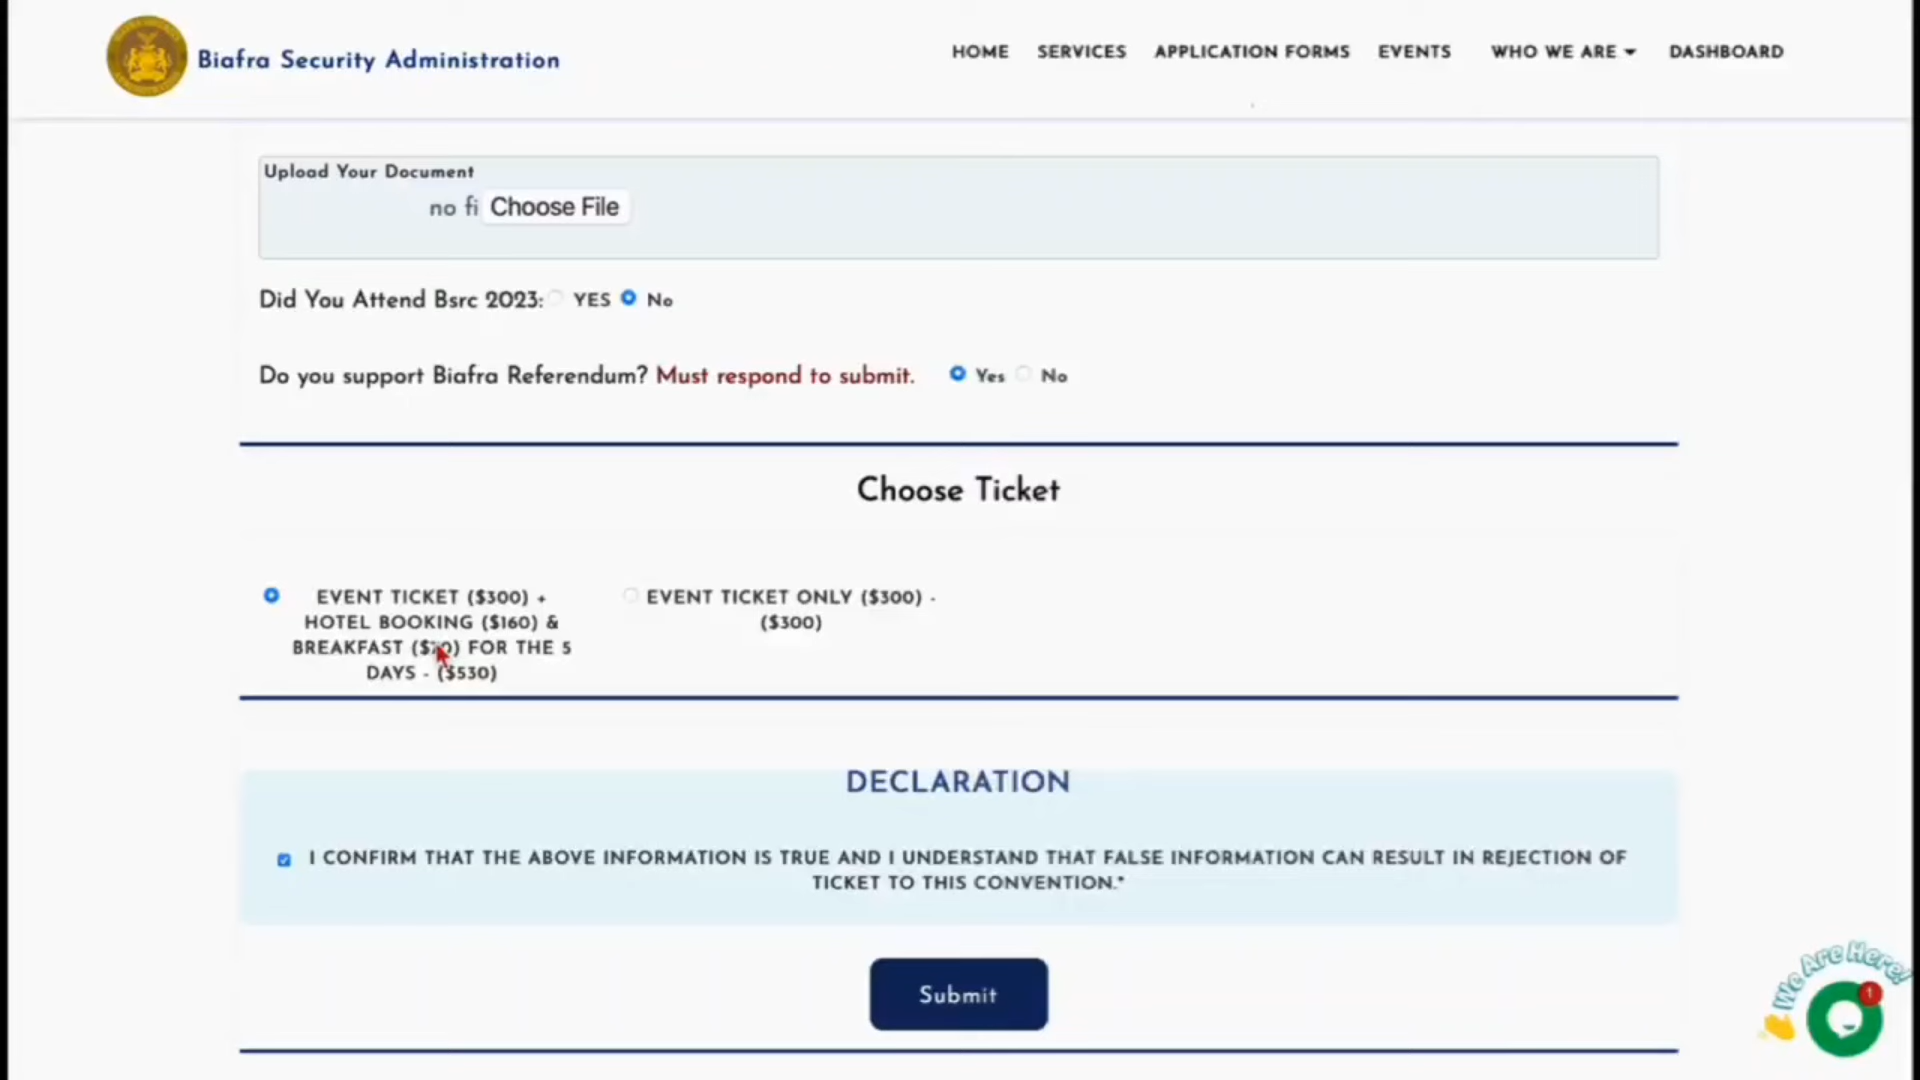 Biafra Security Administration
HOME SERVICES APPLICATION FORMS EVENTS WHO WE ARE DASHBOARD
Upload Your Document
no fi Choose File
Did You Attend Bsrc 2023: YES No
Do you support Biafra Referendum? Must respond to submit. Yes No
Choose Ticket
EVENT TICKET ($300) +
HOTEL BOOKING ($160) &
BREAKFAST FOR THE 5
DAYS - ($530)
EVENT TICKET ONLY ($300) -
($300)
DECLARATION
I CONFIRM THAT THE ABOVE INFORMATION IS TRUE AND I UNDERSTAND THAT FALSE INFORMATION CAN RESULT IN REJECTION OF
TICKET TO THIS CONVENTION.*
Submit
We Are Here!
1